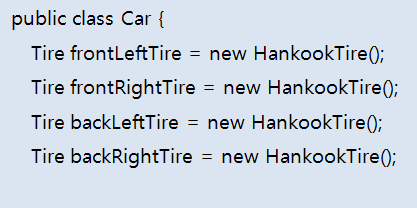 public class Car {
Tire frontLeftTire = new HankookTire();
Tire frontRightTire = new HankookTire();
Tire backLeftTire = new HankookTire();
Tire backRightTire = new HankookTire();